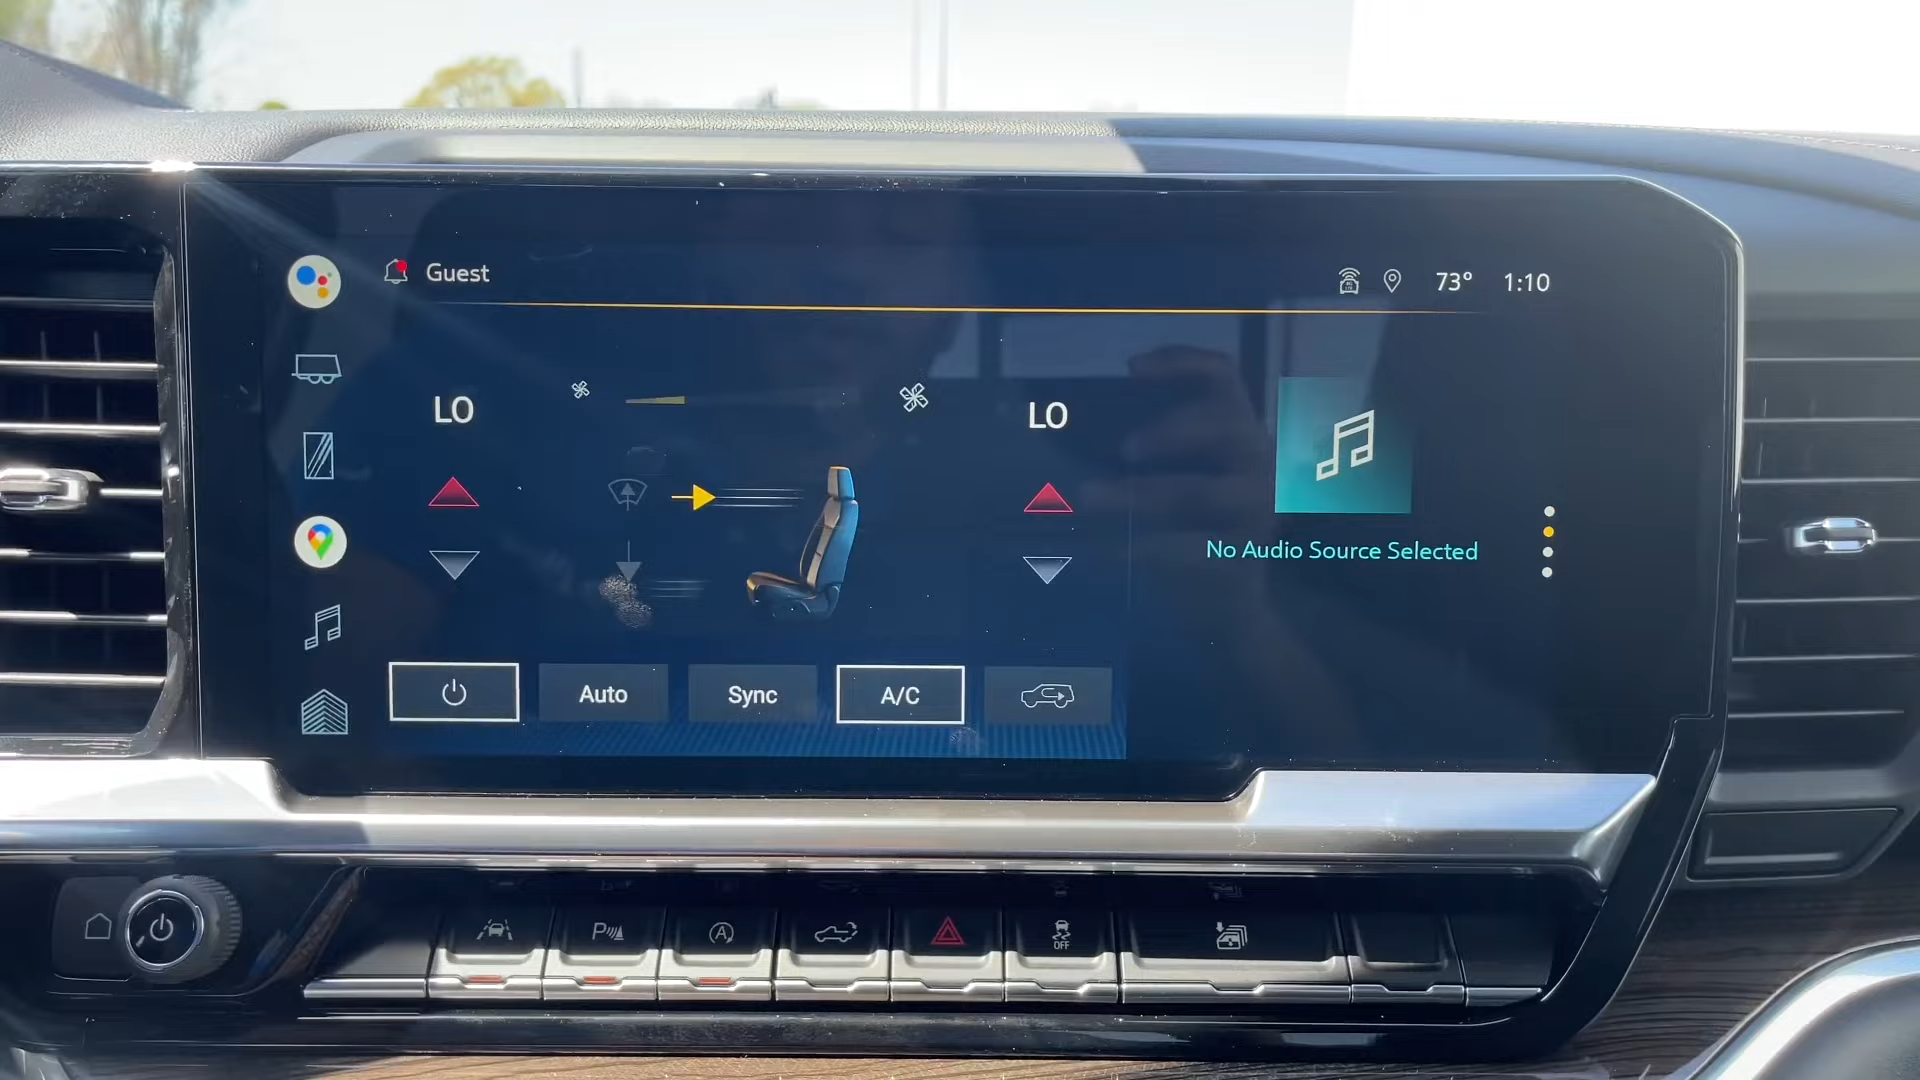 Guest
73° 1:10
LO
LO
No Audio Source Selected
Auto
Sync
A/C
P
A
OFF